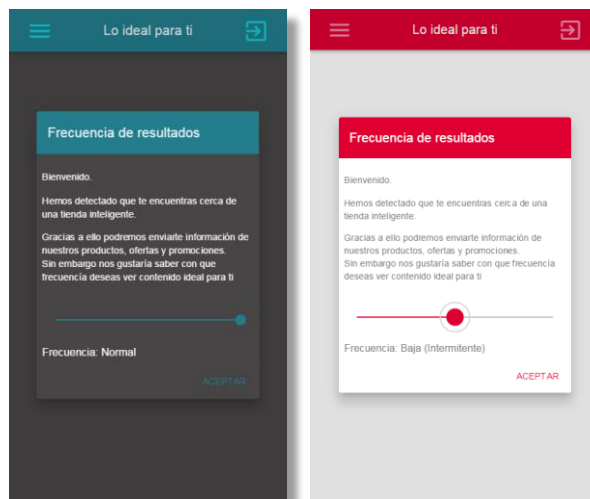 Lo ideal para ti
Frecuencia de resultados
Bienvenido.
Hemos detectado que te encuentras cerca de
una tienda inteligente.
Gracias a ello podremos enviarte información de
nuestros productos, ofertas y promociones.
Sin embargo nos gustaría saber con que
frecuencia deseas ver contenido ideal para ti
Frecuencia: Normal
ACEPTAR
Lo ideal para ti
Frecuencia de resultados
Bienvenido.
Hemos detectado que te encuentras cerca de una
tienda inteligente.
Gracias a ello podremos enviarte información de
nuestros productos, ofertas y promociones.
Sin embargo nos gustaría saber con que frecuencía
deseas ver contenido ideal para ti
Frecuencia: Baja (Intermitente)
ACEPTAR